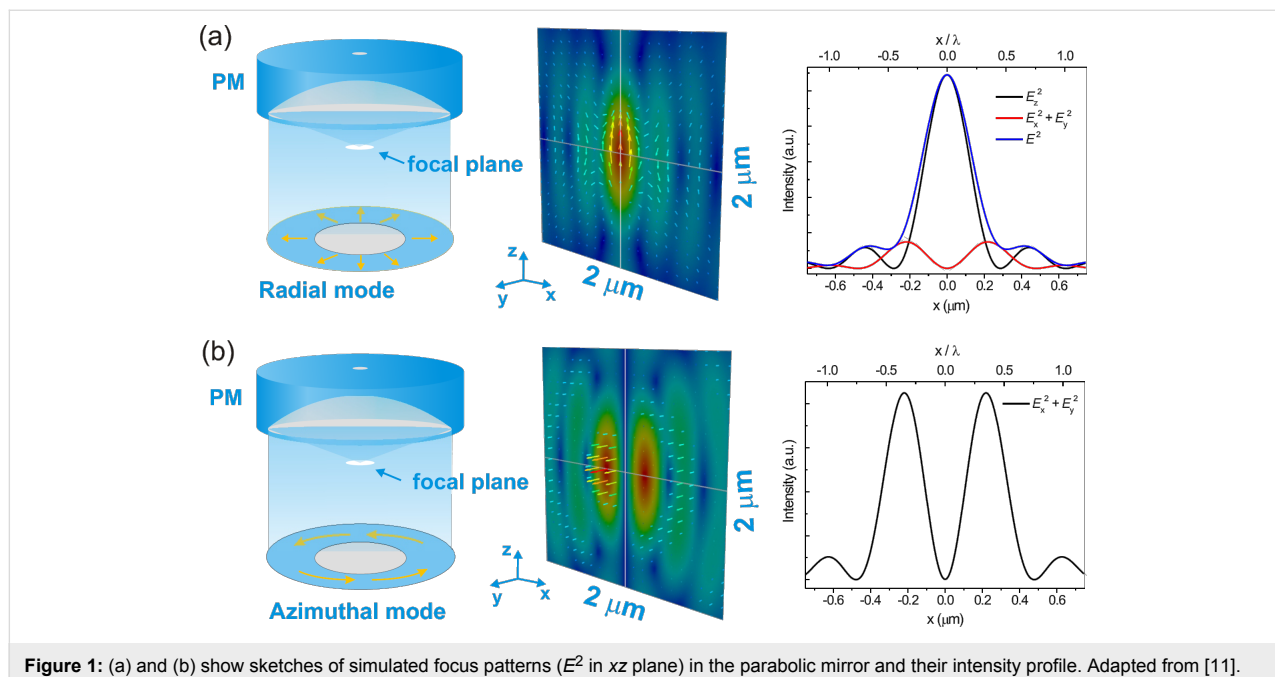 (a)
PM
focal plane
Radial mode
z
y
x
2 μm
2 μm
x / λ
-1.0 -0.5 0.0 0.5 1.0
E_z^2
E_x^2 + E_y^2
E^2
Intensity (a.u.)
-0.6 -0.4 -0.2 0.0 0.2 0.4 0.6
x (μm)
(b)
PM
focal plane
Azimuthal mode
z
y
x
2 μm
2 μm
x / λ
-1.0 -0.5 0.0 0.5 1.0
E_x^2 + E_y^2
Intensity (a.u.)
-0.6 -0.4 -0.2 0.0 0.2 0.4 0.6
x (μm)
Figure 1: (a) and (b) show sketches of simulated focus patterns (E^2 in xz plane) in the parabolic mirror and their intensity profile. Adapted from [11].